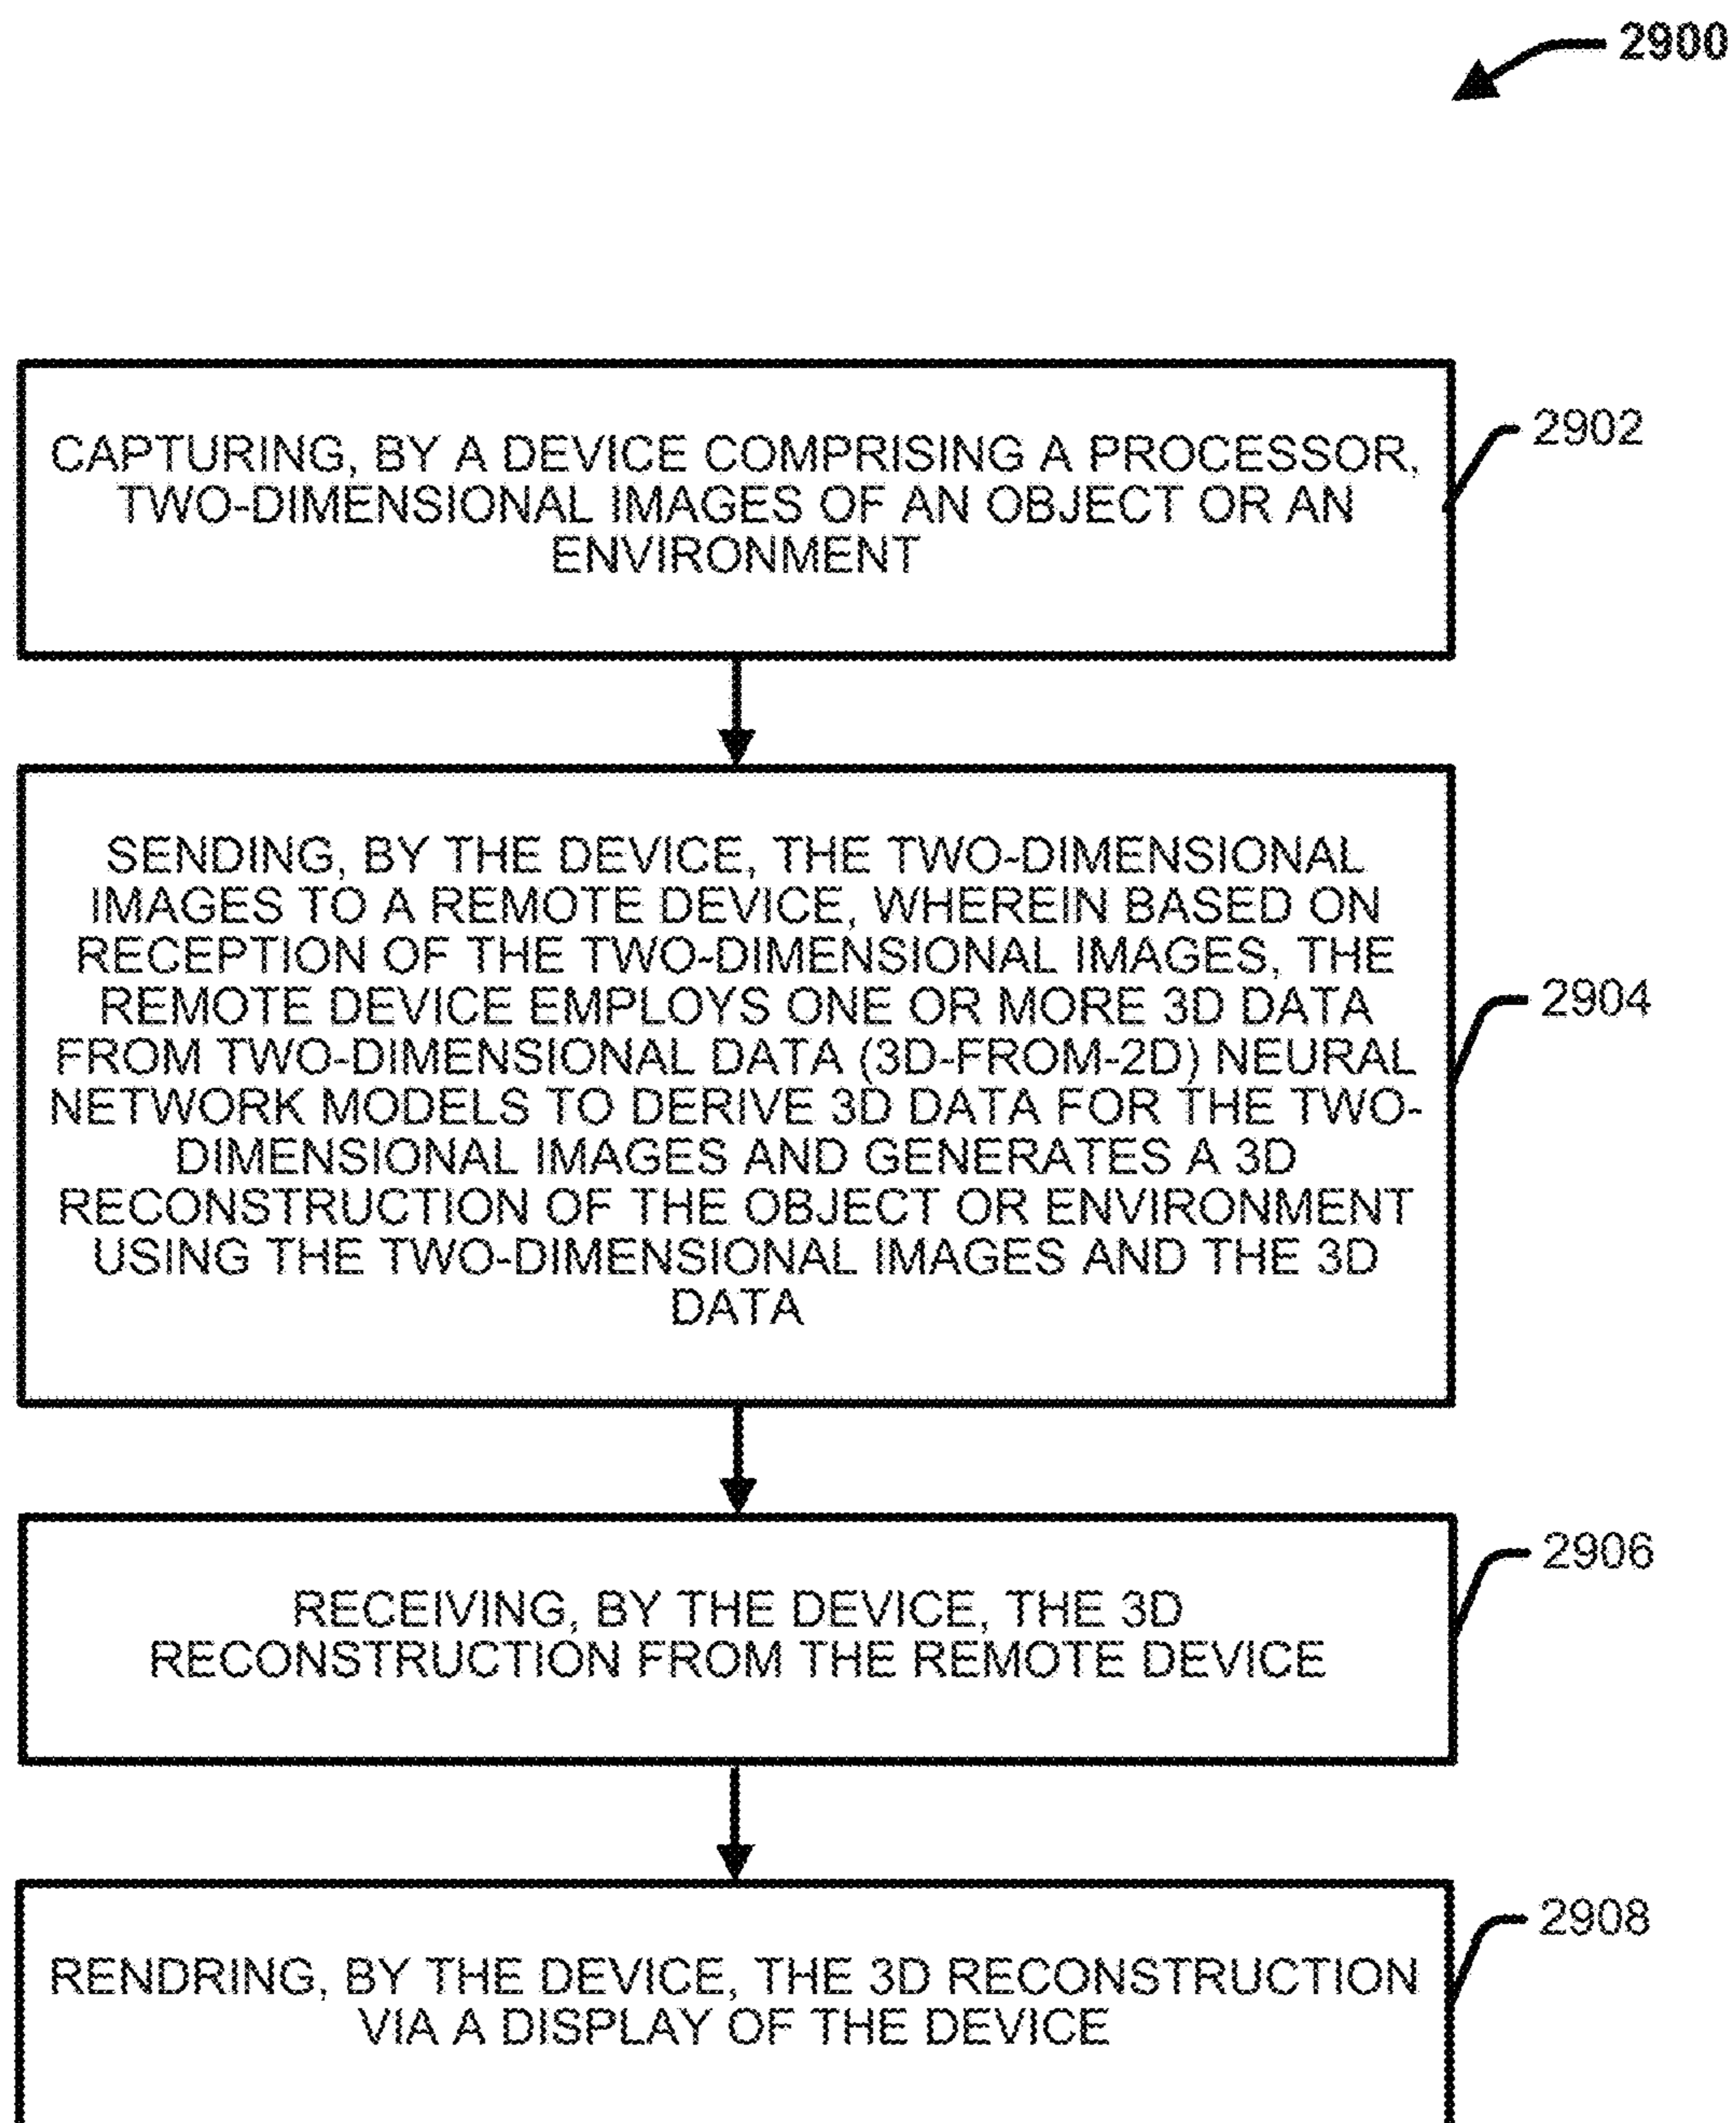 2900
CAPTURING, BY A DEVICE COMPRISING A PROCESSOR,
TWO-DIMENSIONAL IMAGES OF AN OBJECT OR AN
ENVIRONMENT
2902
SENDING, BY THE DEVICE, THE TWO-DIMENSIONAL
IMAGES TO A REMOTE DEVICE, WHEREIN BASED ON
RECEPTION OF THE TWO-DIMENSIONAL IMAGES, THE
REMOTE DEVICE EMPLOYS ONE OR MORE 3D DATA
FROM TWO-DIMENSIONAL DATA (3D-FROM-2D) NEURAL
NETWORK MODELS TO DERIVE 3D DATA FOR THE TWO-
DIMENSIONAL IMAGES AND GENERATES A 3D
RECONSTRUCTION OF THE OBJECT OR ENVIRONMENT
USING THE TWO-DIMENSIONAL IMAGES AND THE 3D
DATA
2904
RECEIVING, BY THE DEVICE, THE 3D
RECONSTRUCTION FROM THE REMOTE DEVICE
2906
RENDRING, BY THE DEVICE, THE 3D RECONSTRUCTION
VIA A DISPLAY OF THE DEVICE
2908